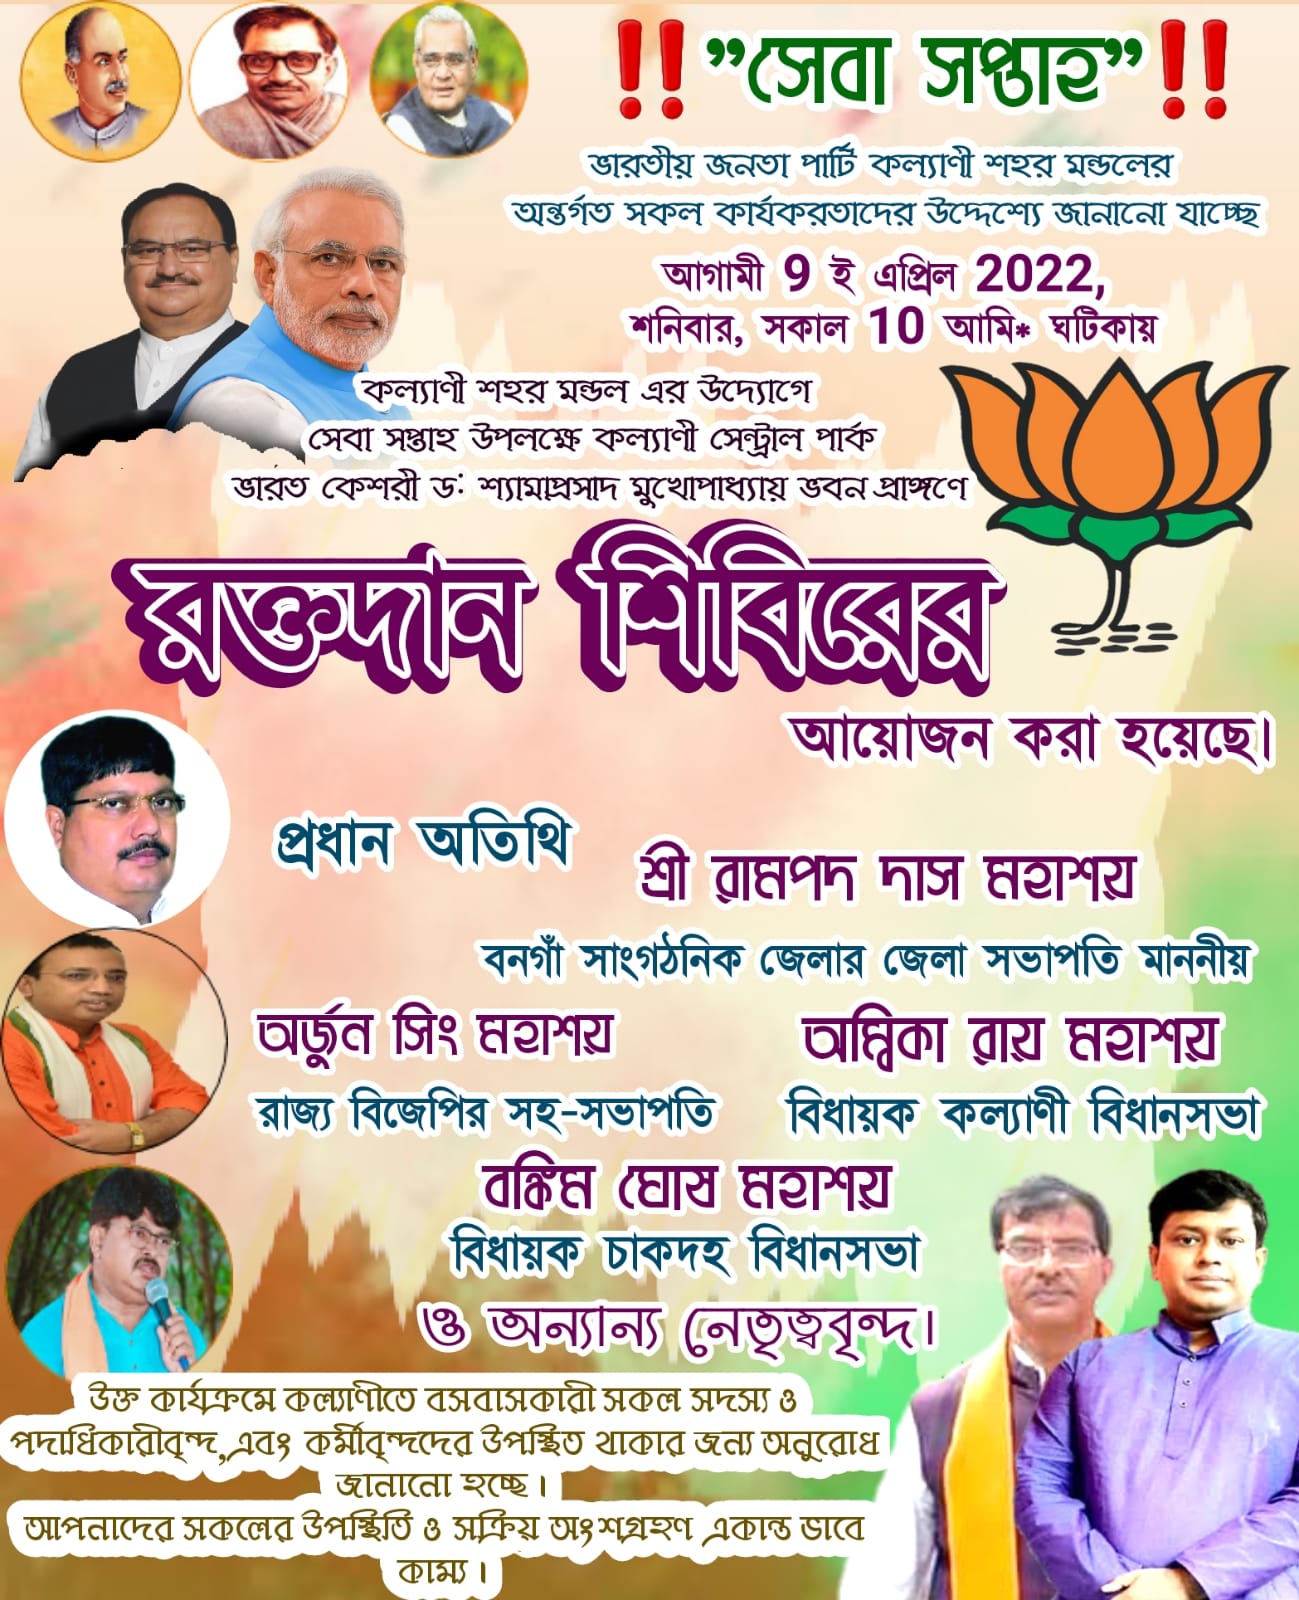 ‼️"সেবা সপ্তাহ"‼️
ভারতীয় জনতা পার্টি কল্যাণী শহর মন্ডলের
অন্তর্গত সকল কার্যকরতাদের উদ্দেশ্যে জানানো যাচ্ছে
আগামী 9 ই এপ্রিল 2022,
শনিবার, সকাল 10 আমি* ঘটিকায়
কল্যাণী শহর মন্ডল এর উদ্যোগে
সেবা সপ্তাহ উপলক্ষে কল্যাণী সেন্ট্রাল পার্ক
ভারত কেশরী ড: শ্যামাপ্রসাদ মুখোপাধ্যায় ভবন প্রাঙ্গণে
রক্তদান শিবিরের
আয়োজন করা হয়েছে।
প্রধান অতিথি
শ্রী রামপদ দাস মহাশয়
বনগাঁ সাংগঠনিক জেলার জেলা সভাপতি মাননীয়
অর্জুন সিং মহাশয়
রাজ্য বিজেপির সহ-সভাপতি
অম্বিকা রায় মহাশয়
বিধায়ক কল্যাণী বিধানসভা
বঙ্কিম ঘোষ মহাশয়
বিধায়ক চাকদহ বিধানসভা
ও অন্যান্য নেতৃত্ববৃন্দ।
উক্ত কার্যক্রমে কল্যাণীতে বসবাসকারী সকল সদস্য ও
পদাধিকারীবৃন্দ,এবং কর্মীবৃন্দদের উপস্থিত থাকার জন্য অনুরোধ
জানানো হচ্ছে।
আপনাদের সকলের উপস্থিতি ও সক্রিয় অংশগ্রহণ একান্ত ভাবে
কাম্য।